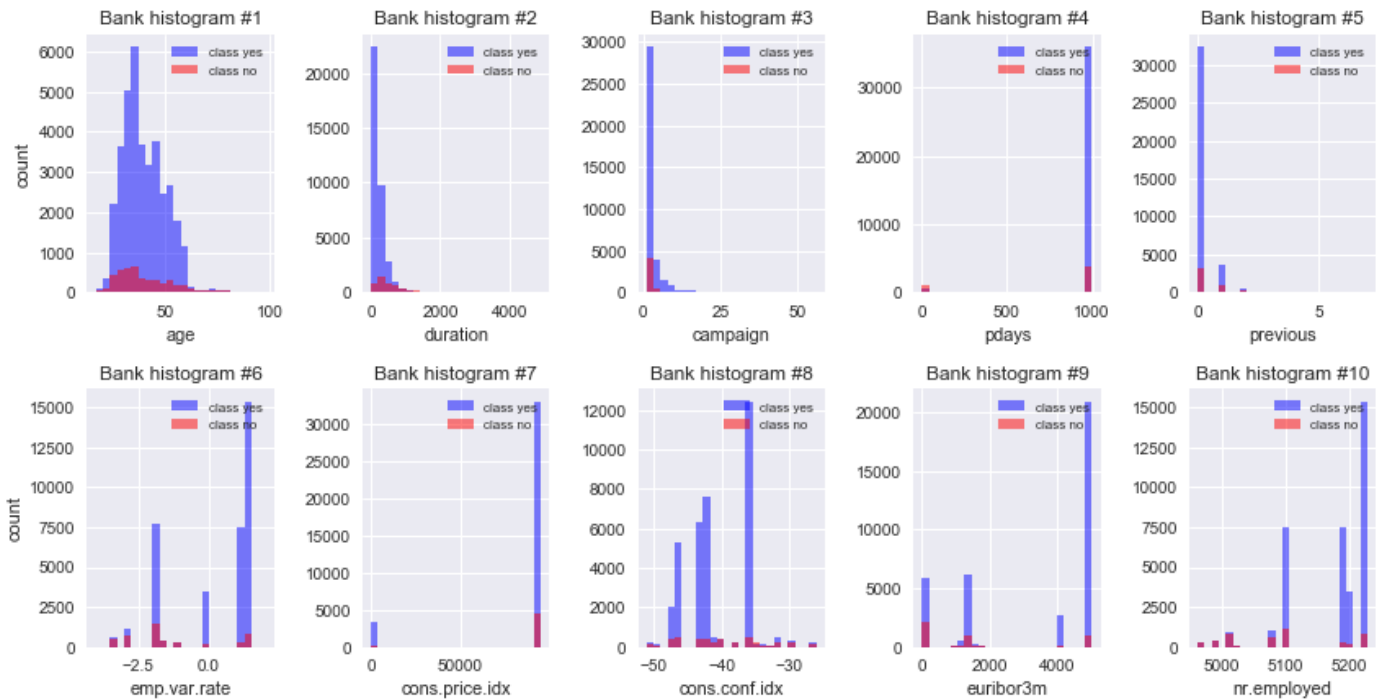 Bank histogram #1
class yes
class no
6000
5000
4000
3000
2000
1000
0
count
50
100
age
Bank histogram #2
class yes
class no
20000
15000
10000
5000
0
0
2000
4000
duration
Bank histogram #3
class yes
class no
30000
25000
20000
15000
10000
5000
0
0
10
20
30
40
50
campaign
Bank histogram #4
class yes
class no
30000
20000
10000
0
0
500
1000
pdays
Bank histogram #5
class yes
class no
30000
25000
20000
15000
10000
5000
0
0
5
previous
Bank histogram #6
class yes
class no
15000
12500
10000
7500
5000
2500
0
count
−2.5
0.0
emp.var.rate
Bank histogram #7
class yes
class no
30000
25000
20000
15000
10000
5000
0
0
50000
cons.price.idx
Bank histogram #8
class yes
class no
12000
10000
8000
6000
4000
2000
0
−50
−40
−30
cons.conf.idx
Bank histogram #9
class yes
class no
20000
15000
10000
5000
0
0
2000
4000
euribor3m
Bank histogram #10
class yes
class no
15000
12500
10000
7500
5000
2500
0
5000
5100
5200
nr.employed